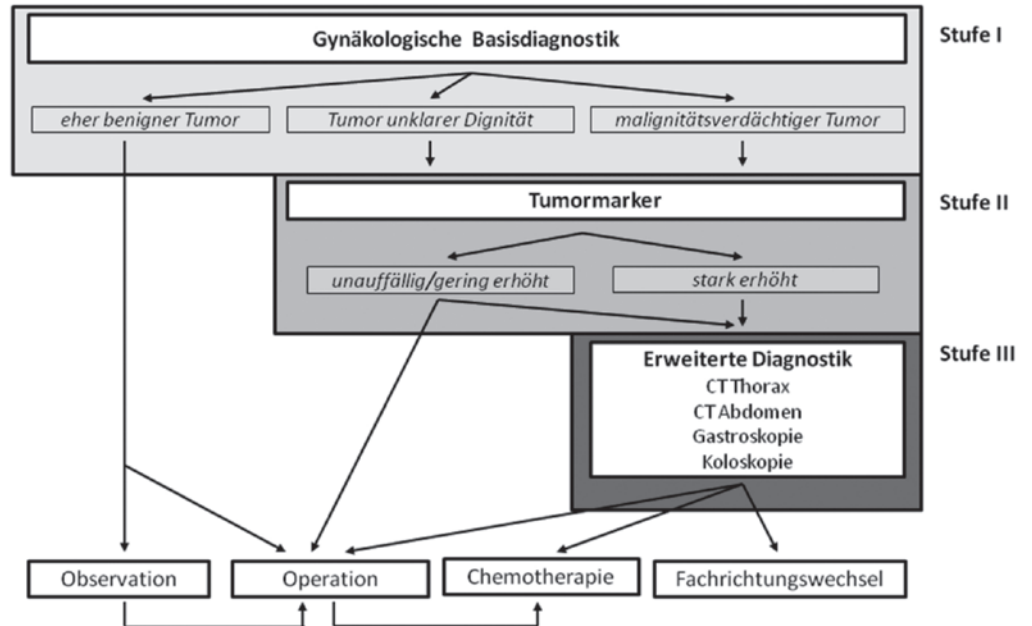 Gynäkologische Basisdiagnostik
Stufe I
eher benigner Tumor
Tumor unklarer Dignität
malignitätsverdächtiger Tumor
Tumormarker
Stufe II
unauffällig/gering erhöht
stark erhöht
Stufe III
Erweiterte Diagnostik
CT Thorax
CT Abdomen
Gastroskopie
Koloskopie
Observation
Operation
Chemotherapie
Fachrichtungswechsel